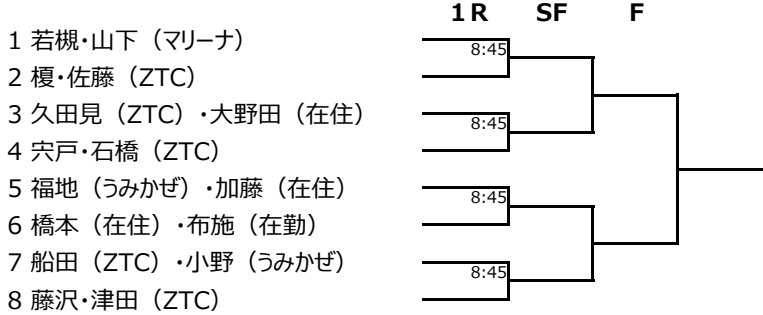 1R SF F
1 若槻・山下（マリーナ）
8:45
2 榎・佐藤（ZTC）
3 久田見（ZTC）・大野田（在住）
8:45
4 宍戸・石橋（ZTC）
5 福地（うみかぜ）・加藤（在住）
8:45
6 橋本（在住）・布施（在勤）
7 船田（ZTC）・小野（うみかぜ）
8:45
8 藤沢・津田（ZTC）